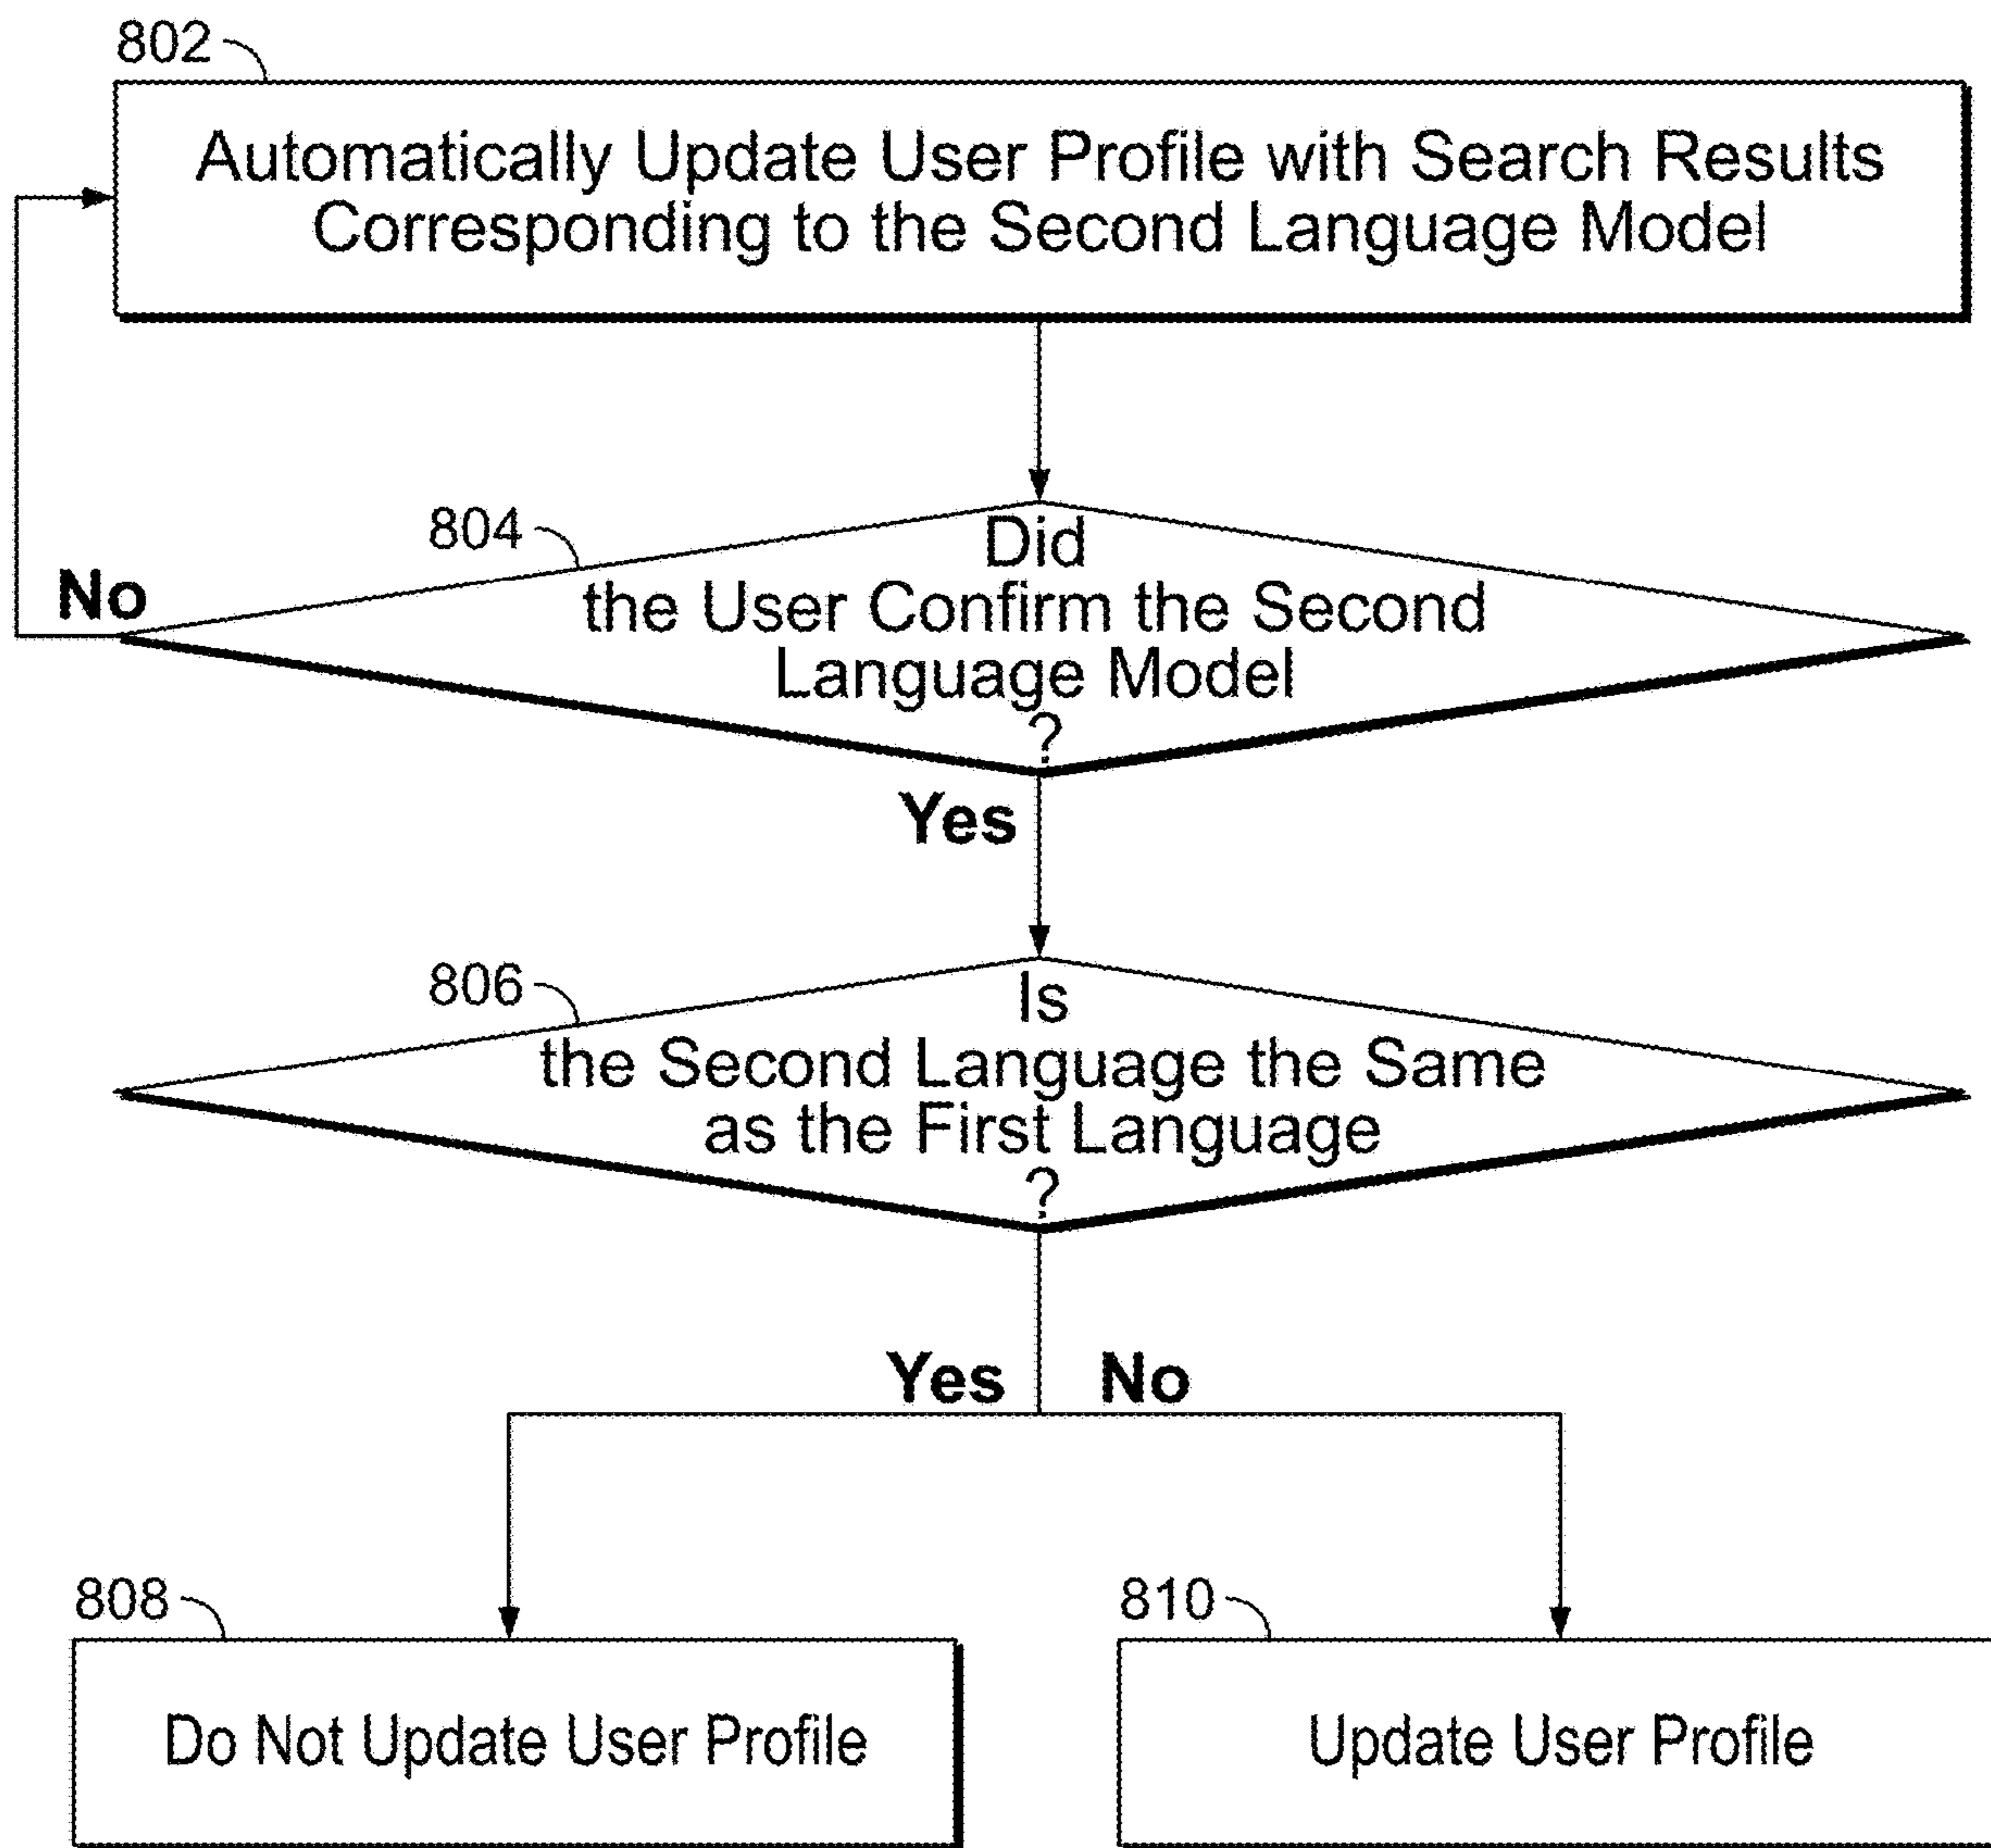 802
Automatically Update User Profile with Search Results
Corresponding to the Second Language Model
804
Did
the User Confirm the Second
Language Model
?
No
Yes
806
Is
the Second Language the Same
as the First Language
?
Yes
No
808
Do Not Update User Profile
810
Update User Profile